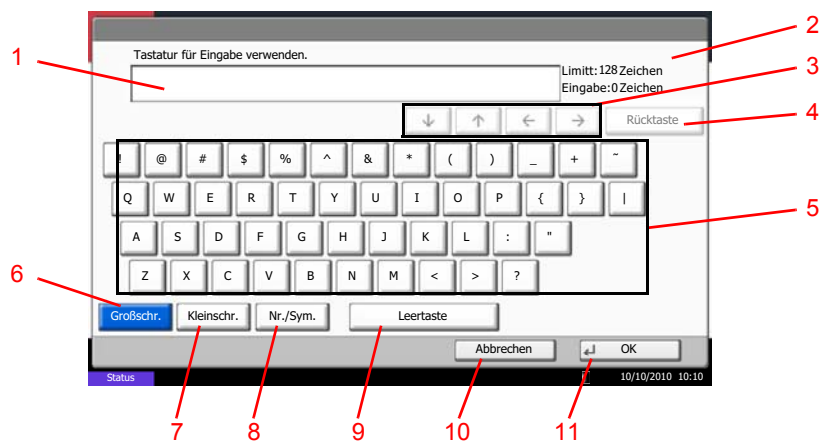 2
Tastatur für Eingabe verwenden.
1
Limitt: 128 Zeichen
3
Eingabe:0 Zeichen
↓ ↑ ← → Rücktaste
4
! @ # $ % ^ & * ( ) _ + ~
Q W E R T Y U I O P { } |
5
A S D F G H J K L : "
6
Z X C V B N M < > ?
Großschr. Kleinschr. Nr./Sym. Leertaste
Abbrechen ↵ OK
Status 10/10/2010 10:10
7 8 9 10 11